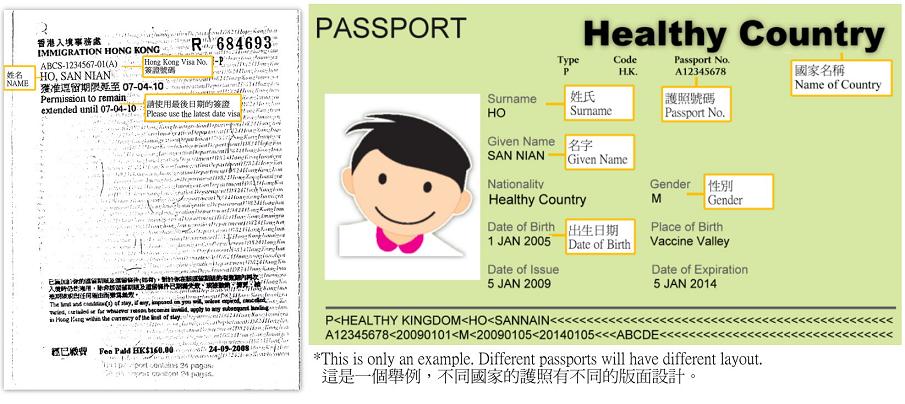 香港入境事務處
IMMIGRATION HONG KONG
R 684693
ABCS-1234567-01(A)
Hong Kong Visa No.
簽證號碼
-P
姓名
NAME
HO, SAN NIAN
獲准逗留期限延至 07-04-10
Permission to remain
extended until 07-04-10
請使用最後日期的簽證
Please use the latest date visa
The limit and condition(s) of stay, if any, imposed on you will, unless expired, cancelled,
varied, curtailed or for whatever reason becomes invalid, apply to any subsequent landing
in Hong Kong within the currency of the limit of stay.
經已繳費 Fee Paid HK$160.00 24-09-2008
PASSPORT
Healthy Country
國家名稱
Name of Country
Type
P
Code
H.K.
Passport No.
A12345678
護照號碼
Passport No.
Surname
HO
姓氏
Surname
Given Name
SAN NIAN
名字
Given Name
Nationality
Healthy Country
Gender
M
性別
Gender
Date of Birth
1 JAN 2005
出生日期
Date of Birth
Place of Birth
Vaccine Valley
Date of Issue
5 JAN 2009
Date of Expiration
5 JAN 2014
P<HEALTHY KINGDOM<HO<SANNAIN<<<<<<<<<<<<<<<<<<<<<<<<<<<<<<<<<<
A12345678<20090101<M<20090105<20140105<<<ABCDE<<<<<<<<<<<<<<<<<<<<<<<
*This is only an example. Different passports will have different layout.
這是一個舉例，不同國家的護照有不同的版面設計。